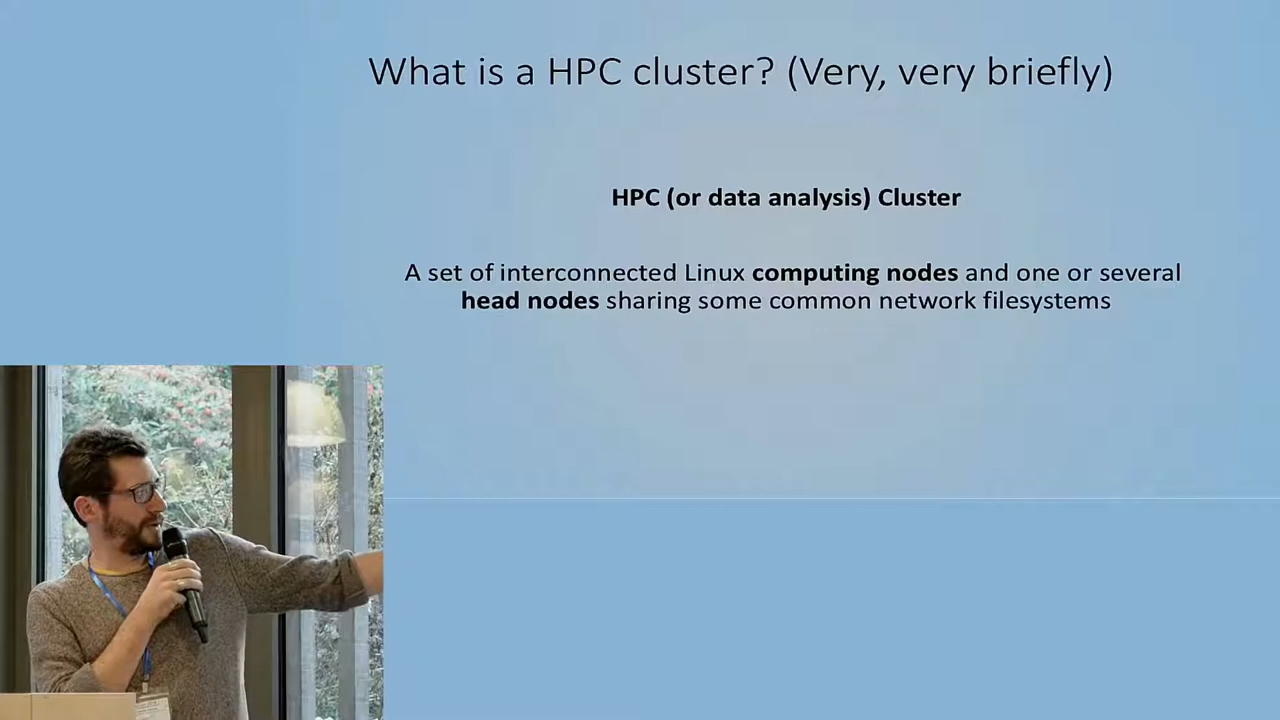 What is a HPC cluster? (Very, very briefly)
HPC (or data analysis) Cluster
A set of interconnected Linux computing nodes and one or several
head nodes sharing some common network filesystems